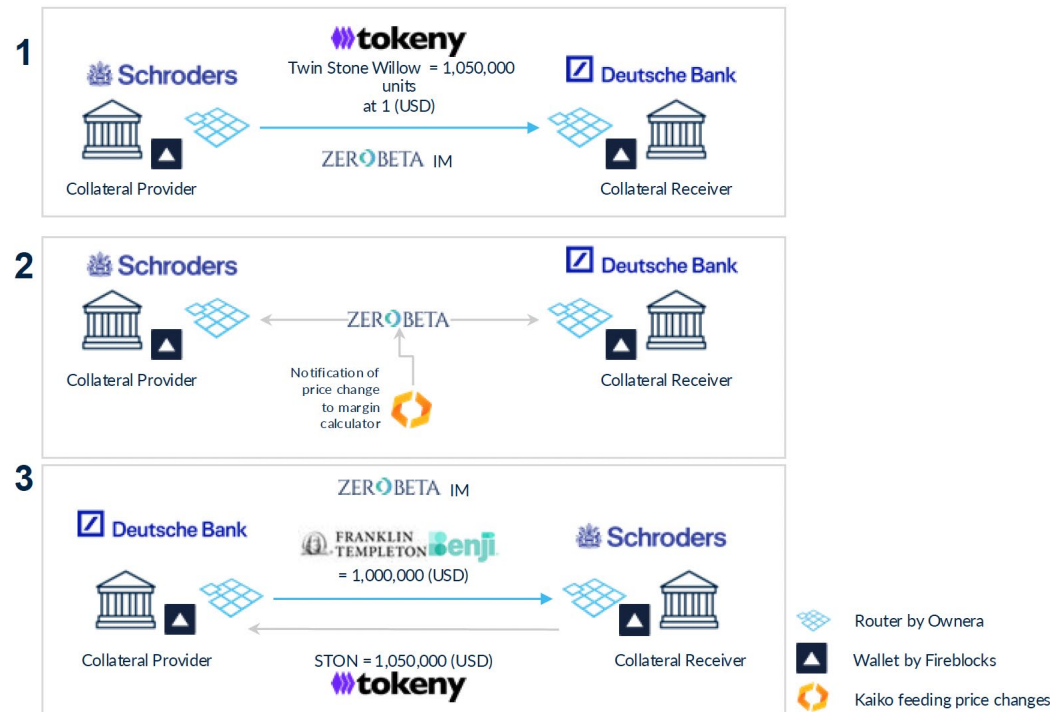 1
tokeny
Schroders
Twin Stone Willow = 1,050,000
units
at 1 (USD)
Deutsche Bank
ZEROBETA IM
Collateral Provider
Collateral Receiver
2
Schroders
Deutsche Bank
ZEROBETA
Collateral Provider
Collateral Receiver
Notification of
price change
to margin
calculator
3
ZEROBETA IM
Deutsche Bank
FRANKLIN
TEMPLETON
Benji
Schroders
= 1,000,000 (USD)
Collateral Provider
STON = 1,050,000 (USD)
Collateral Receiver
tokeny
Router by Ownera
Wallet by Fireblocks
Kaiko feeding price changes